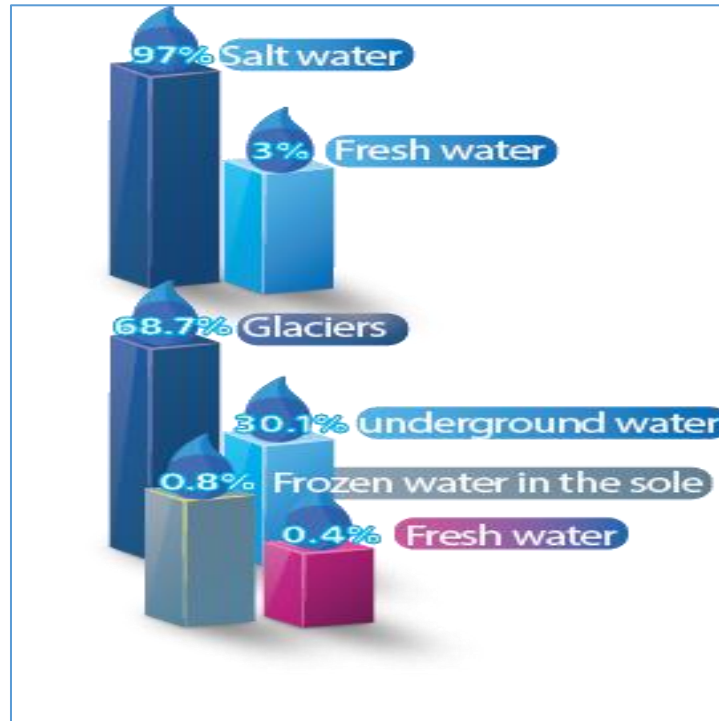 97% Salt water
3% Fresh water
68.7% Glaciers
30.1% underground water
0.8% Frozen water in the sole
0.4% Fresh water